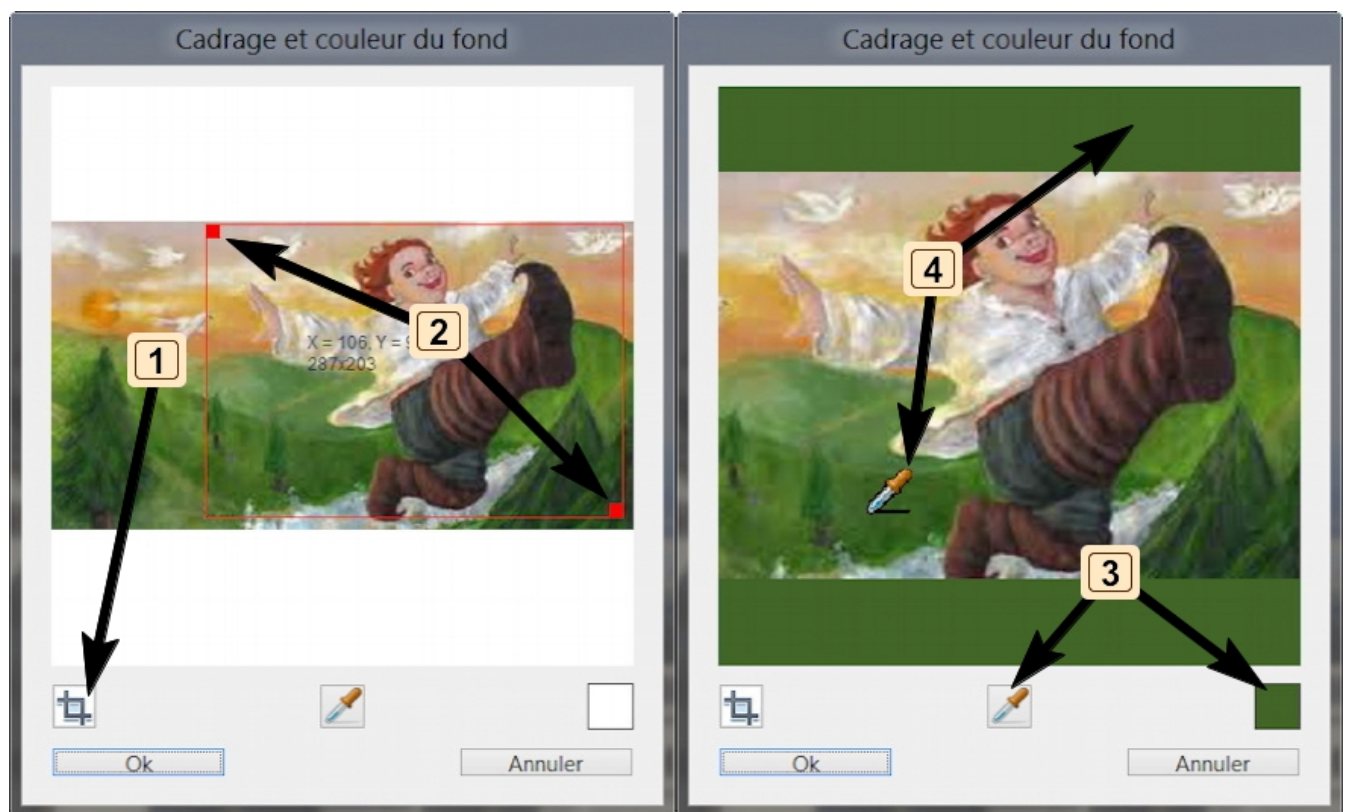 Cadrage et couleur du fond
1
2
X = 106, Y = 9
287x203
Ok
Annuler
Cadrage et couleur du fond
4
3
Ok
Annuler